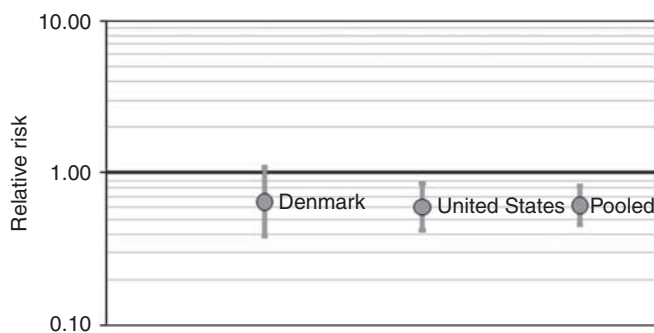 10.00
Relative risk
1.00
Denmark
United States
Pooled
0.10